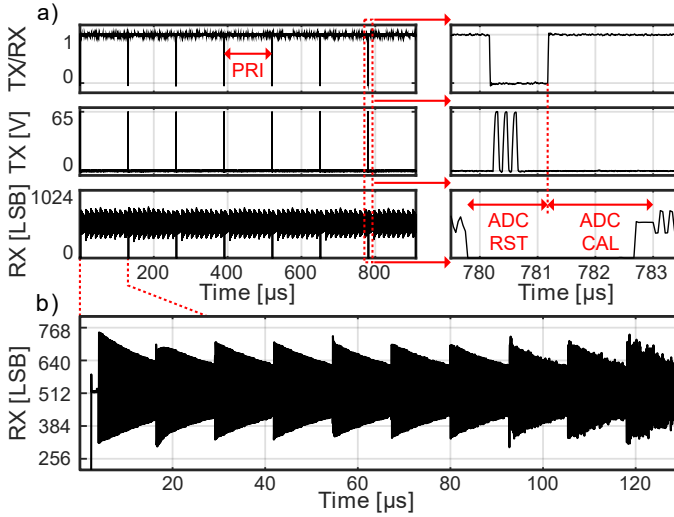 a)
TX/RX
1
0
PRI
TX [V]
65
0
RX [LSB]
1024
0
200
400
600
800
Time [µs]
ADC
RST
ADC
CAL
780
781
782
783
Time [µs]
b)
RX [LSB]
768
640
512
384
256
20
40
60
80
100
120
Time [µs]